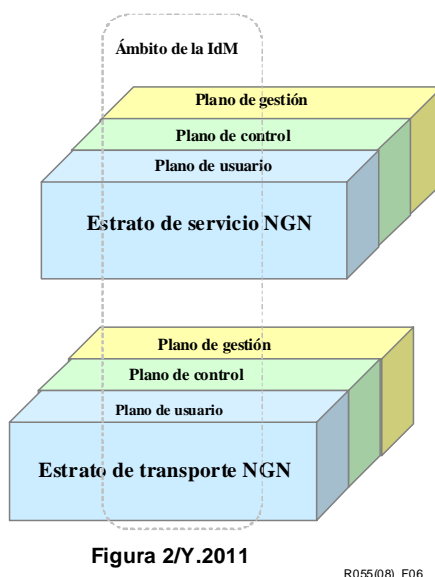 Ámbito de la IdM
Plano de gestión
Plano de control
Plano de usuario
Estrato de servicio NGN
Plano de gestión
Plano de control
Plano de usuario
Estrato de transporte NGN
Figura 2/Y.2011
R055(08)_F06